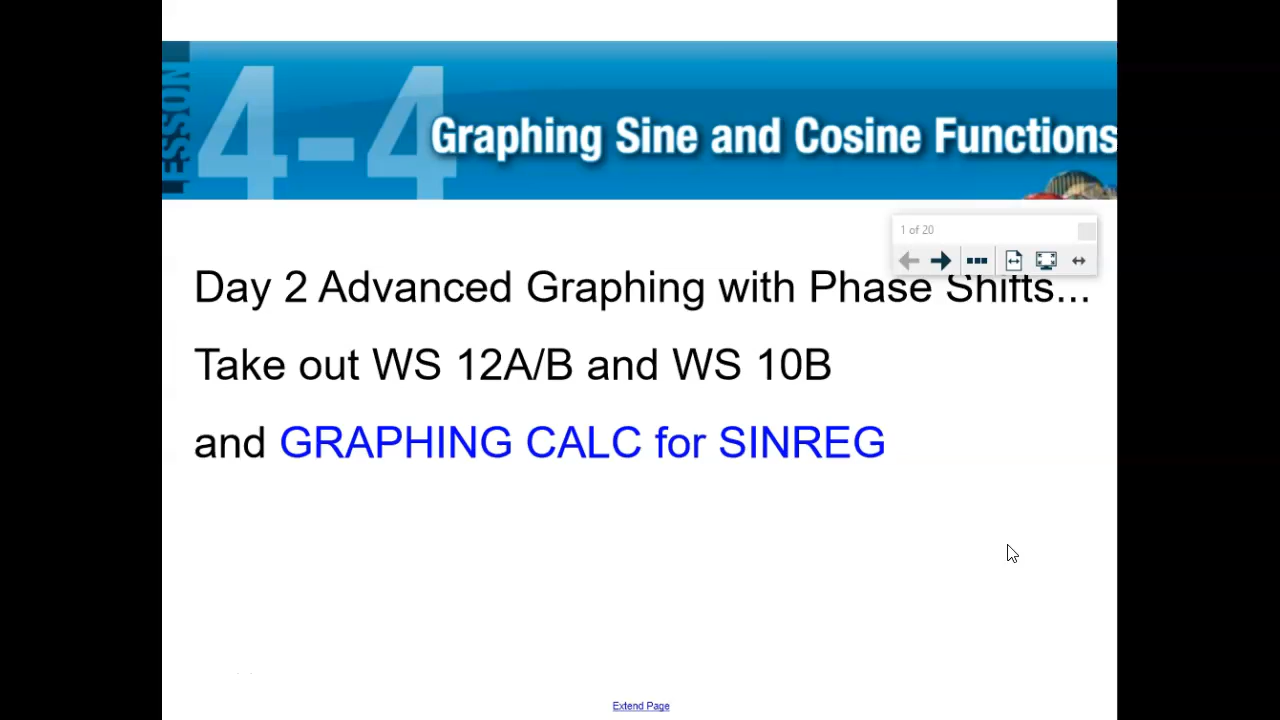 LESSON
4-4
Graphing Sine and Cosine Functions
1 of 20
Day 2 Advanced Graphing with Phase Shifts...
Take out WS 12A/B and WS 10B
and GRAPHING CALC for SINREG
Extend Page